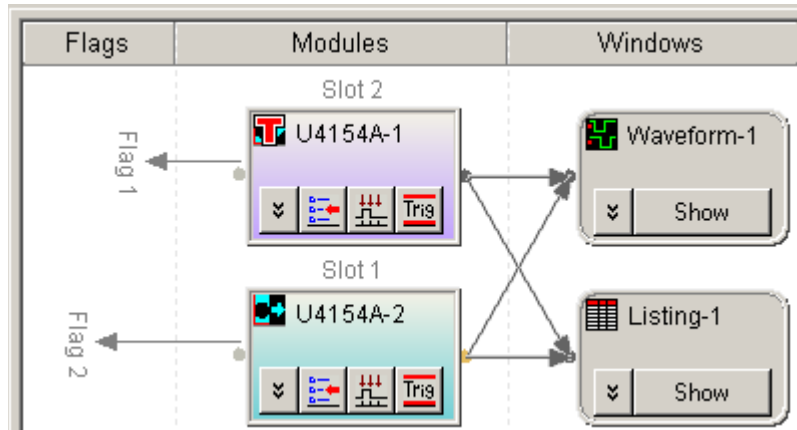 Flags
Modules
Windows
Slot 2
Flag 1
T U4154A-1
Trig
Waveform-1
Show
Slot 1
Flag 2
U4154A-2
Trig
Listing-1
Show